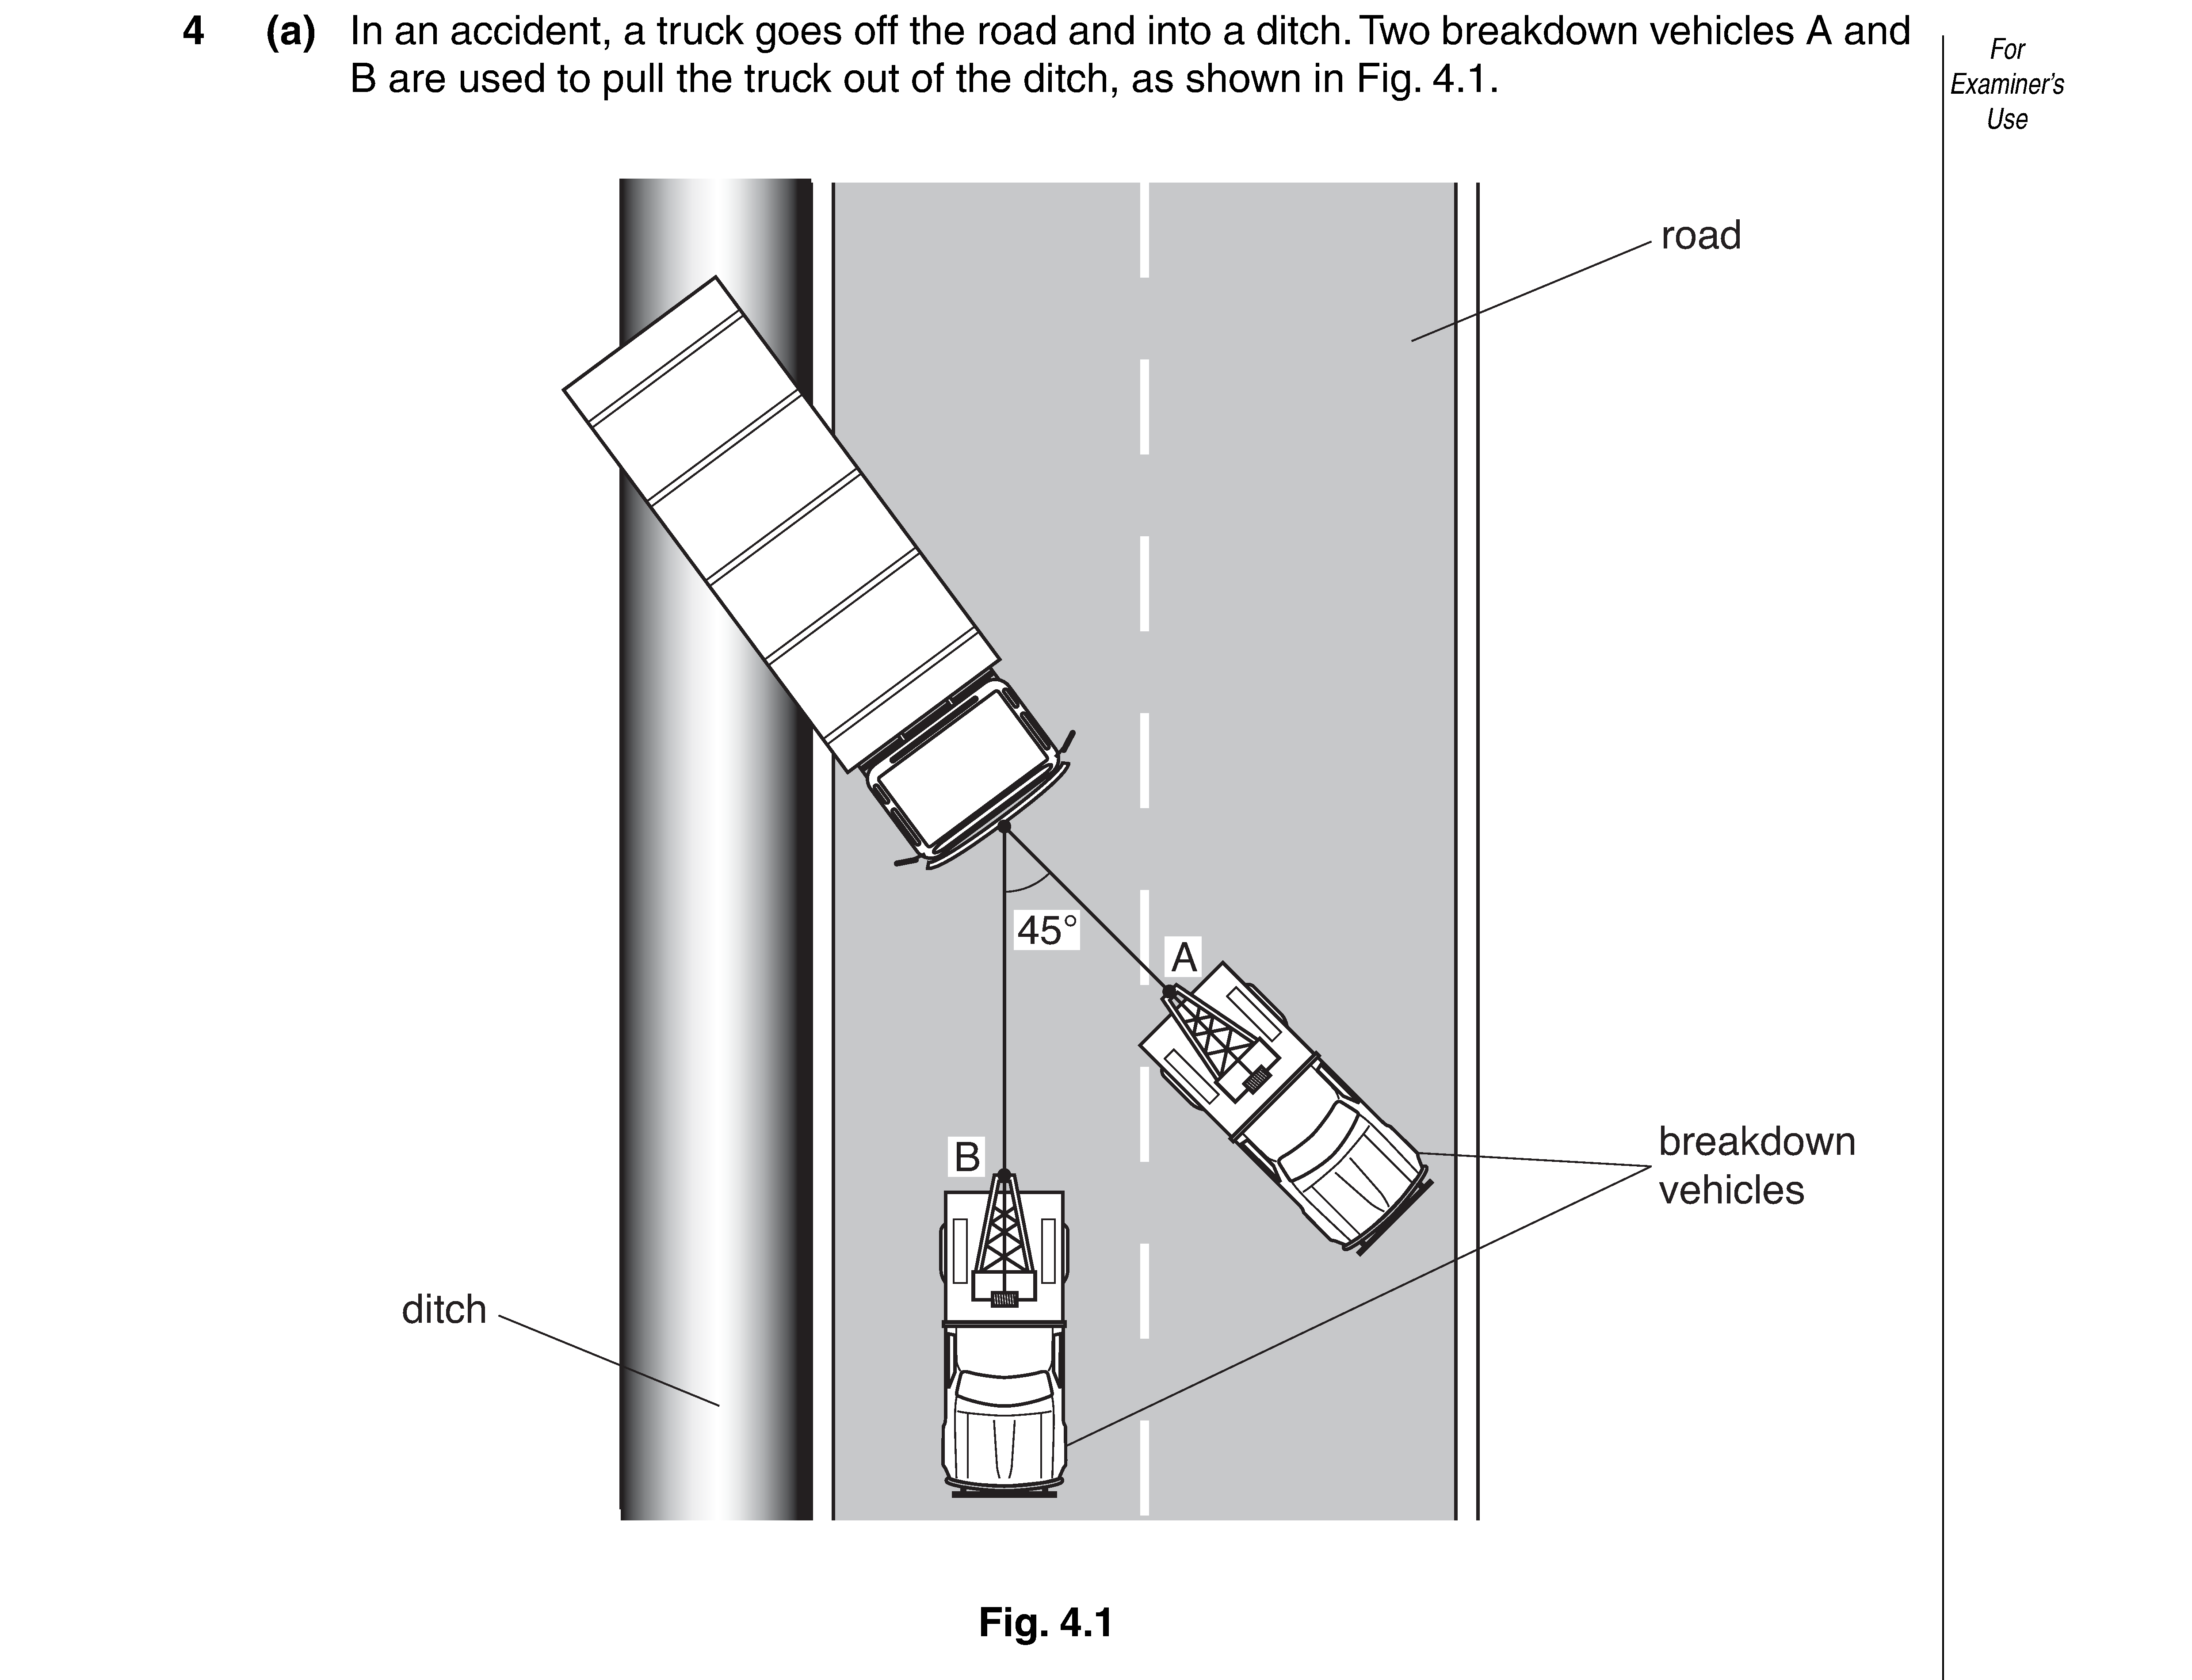 4 (a) In an accident, a truck goes off the road and into a ditch. Two breakdown vehicles A and
B are used to pull the truck out of the ditch, as shown in Fig. 4.1.
For
Examiner's
Use
road
45°
A
B
breakdown
vehicles
ditch
Fig. 4.1